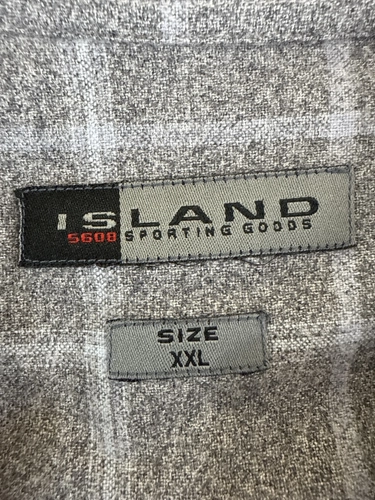 ISLAND
5608 SPORTING GOODS
SIZE
XXL